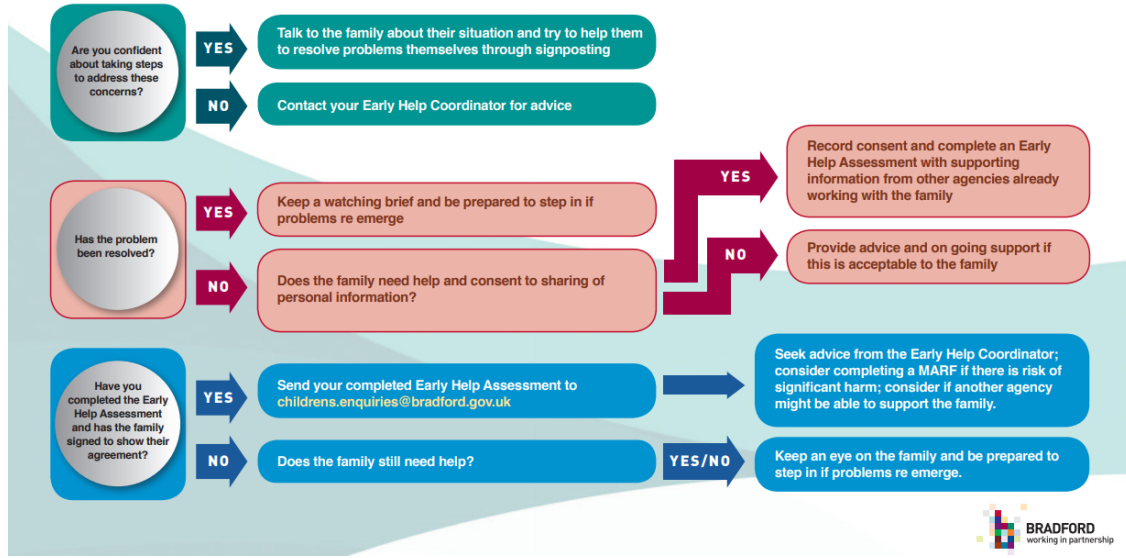 Are you confident
about taking steps
to address these
concerns?
YES
Talk to the family about their situation and try to help them
to resolve problems themselves through signposting
NO
Contact your Early Help Coordinator for advice
Has the problem
been resolved?
YES
Keep a watching brief and be prepared to step in if
problems re emerge
NO
Does the family need help and consent to sharing of
personal information?
YES
Record consent and complete an Early
Help Assessment with supporting
information from other agencies already
working with the family
NO
Provide advice and on going support if
this is acceptable to the family
Have you
completed the Early
Help Assessment
and has the family
signed to show their
agreement?
YES
Send your completed Early Help Assessment to
childrens.enquiries@bradford.gov.uk
Seek advice from the Early Help Coordinator;
consider completing a MARF if there is risk of
significant harm; consider if another agency
might be able to support the family.
NO
Does the family still need help?
YES/NO
Keep an eye on the family and be prepared to
step in if problems re emerge.
BRADFORD
working in partnership